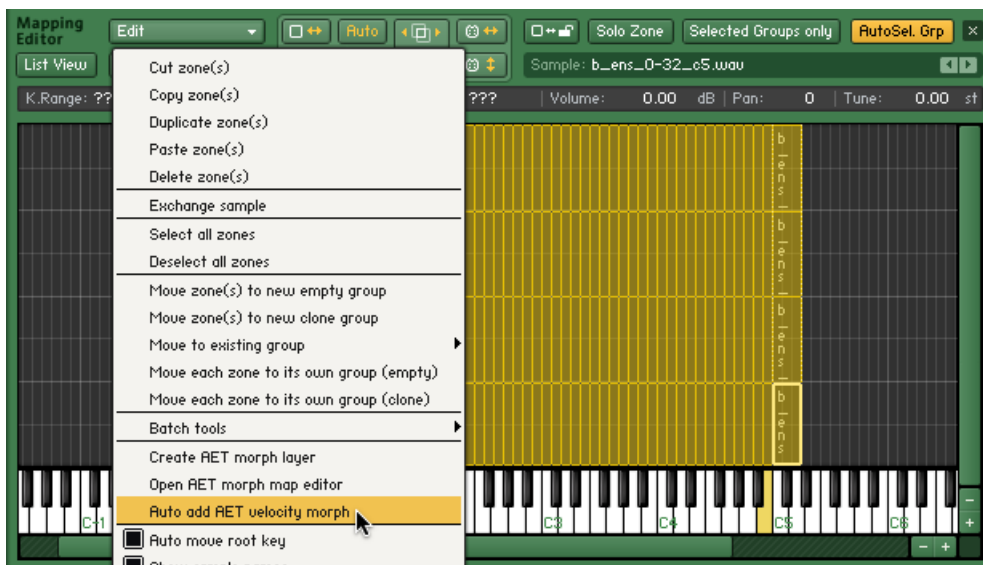 Mapping Editor
Edit
Auto
Solo Zone
Selected Groups only
AutoSel. Grp
×
List View
Sample: b_ens_0-32_c5.wav
K.Range: ??
???
Volume: 0.00 dB
Pan: 0
Tune: 0.00 st
Cut zone(s)
Copy zone(s)
Duplicate zone(s)
Paste zone(s)
Delete zone(s)
Exchange sample
Select all zones
Deselect all zones
Move zone(s) to new empty group
Move zone(s) to new clone group
Move to existing group
Move each zone to its own group (empty)
Move each zone to its own group (clone)
Batch tools
Create AET morph layer
Open AET morph map editor
Auto add AET velocity morph
Auto move root key
b_ens_
b_ens_
b_ens_
b_ens
C-1
C3
C4
C5
C6